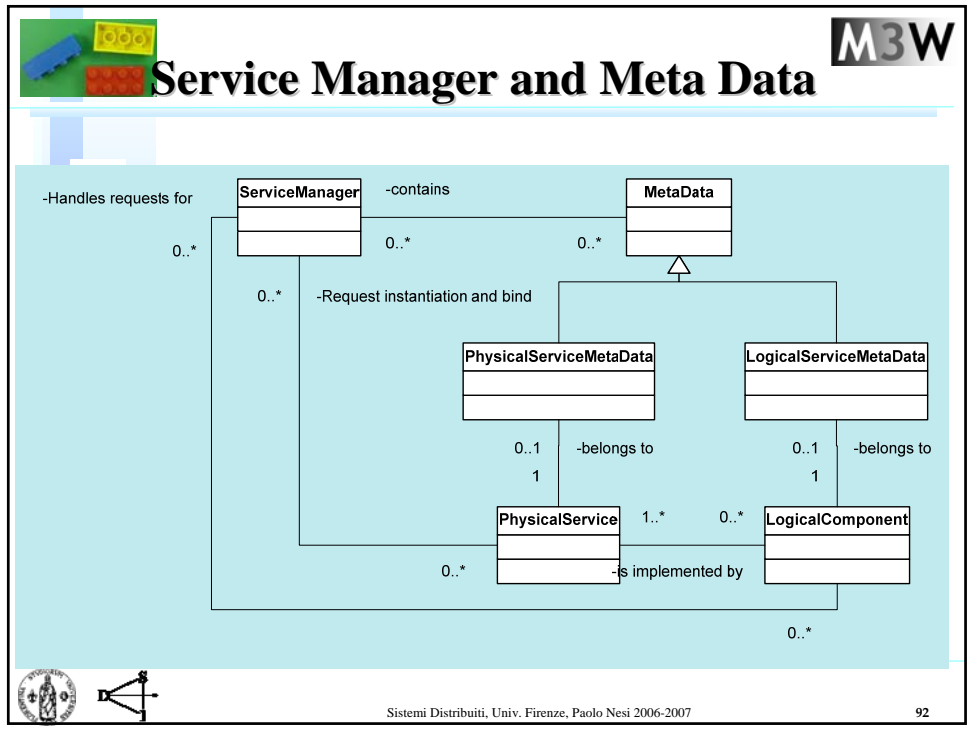 M3W
Service Manager and Meta Data
-Handles requests for
ServiceManager
-contains
MetaData
0..*
0..*
0..*
0..*
-Request instantiation and bind
PhysicalServiceMetaData
LogicalServiceMetaData
0..1
-belongs to
0..1
-belongs to
1
1
PhysicalService
1..*
0..*
LogicalComponent
0..*
-is implemented by
0..*
D
S
I
Sistemi Distribuiti, Univ. Firenze, Paolo Nesi 2006-2007
92